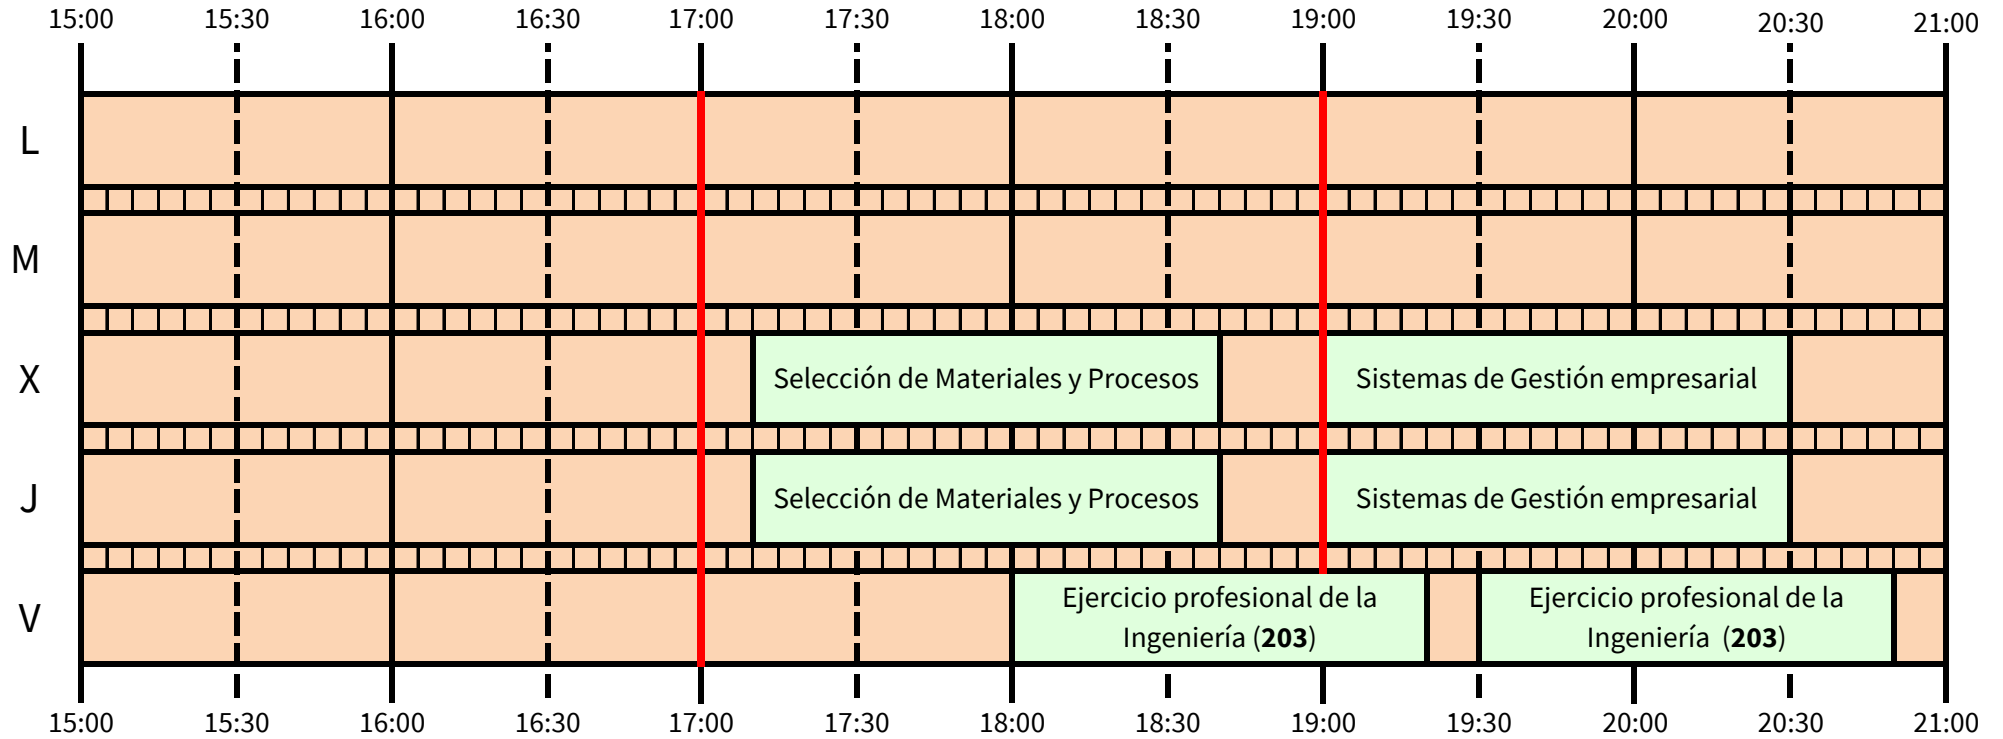 15:00 15:30 16:00 16:30 17:00 17:30 18:00 18:30 19:00 19:30 20:00 20:30 21:00
L
M
X Selección de Materiales y Procesos Sistemas de Gestión empresarial
J Selección de Materiales y Procesos Sistemas de Gestión empresarial
V
Ejercicio profesional de la
Ingeniería (203)
Ejercicio profesional de la
Ingeniería (203)
15:00 15:30 16:00 16:30 17:00 17:30 18:00 18:30 19:00 19:30 20:00 20:30 21:00